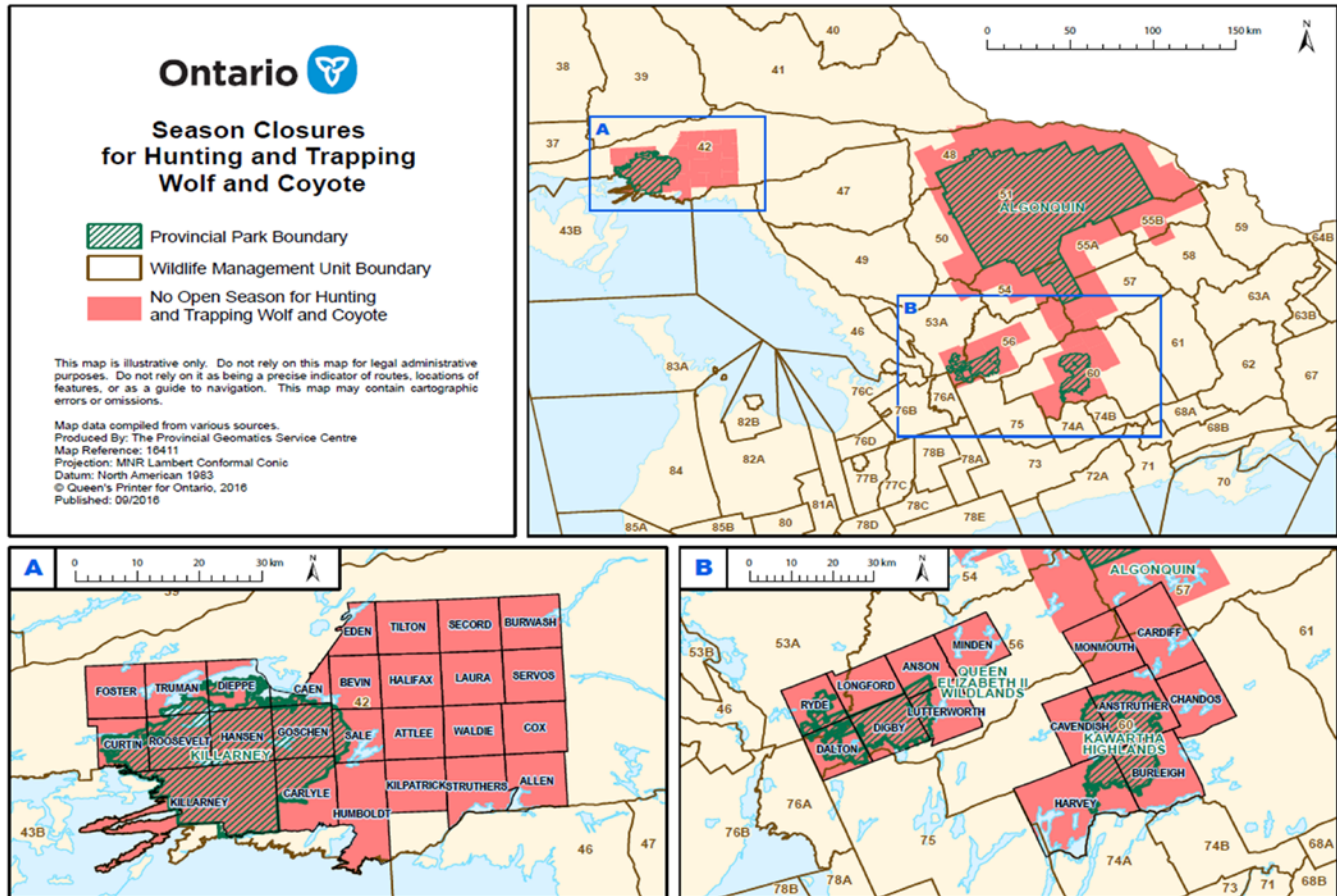 Ontario
Season Closures
for Hunting and Trapping
Wolf and Coyote
Provincial Park Boundary
Wildlife Management Unit Boundary
No Open Season for Hunting
and Trapping Wolf and Coyote
This map is illustrative only. Do not rely on this map for legal administrative
purposes. Do not rely on it as being a precise indicator of routes, locations of
features, or as a guide to navigation. This map may contain cartographic
errors or omissions.
Map data compiled from various sources.
Produced By: The Provincial Geomatics Service Centre
Map Reference: 16411
Projection: MNR Lambert Conformal Conic
Datum: North American 1983
© Queen's Printer for Ontario, 2016
Published: 09/2016
0 50 100 150 km
N
40
38
39
41
A
37
42
48
47
51
ALGONQUIN
43B
50
55B
59
64B
55A
49
58
54
57
B
63A
53A
46
63B
56
61
83A
62
60
67
76C
76A
76B
82B
75
74A
74B
68A
76D
68B
84
82A
78B
78A
73
71
77B
72A
77C
70
81A
78C
78E
85A
85B
80
78D
A
0 10 20 30 km
N
39
EDEN
TILTON
SECORD
BURWASH
FOSTER
TRUMAN
DIEPPE
CAEN
BEVIN
HALIFAX
LAURA
SERVOS
42
CURTIN
ROOSEVELT
HANSEN
GOSCHEN
SALE
ATTLEE
WALDIE
COX
KILLARNEY
KILLARNEY
CARLYLE
HUMBOLDT
KILPATRICK
STRUTHERS
ALLEN
43B
46
47
B
0 10 20 30 km
N
54
ALGONQUIN
57
53A
53B
MINDEN
56
CARDIFF
61
MONMOUTH
ANSON
QUEEN
ELIZABETH II
WILDLANDS
LONGFORD
46
RYDE
LUTTERWORTH
CHANDOS
ANSTRUTHER
DIGBY
CAVENDISH
60
KAWARTHA
HIGHLANDS
DALTON
BURLEIGH
HARVEY
76A
76B
75
74A
74B
68A
78B
78A
73
71
68B